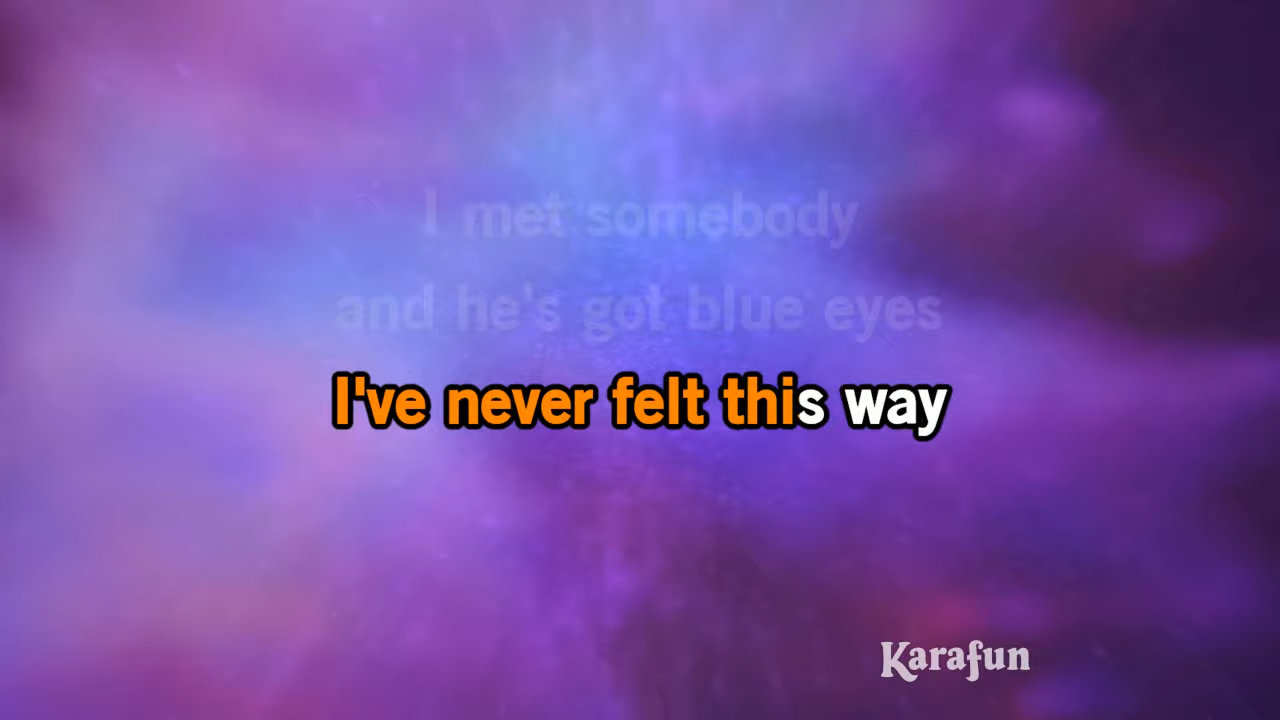 I met somebody
and he's got blue eyes
I've never felt this way
Karafun